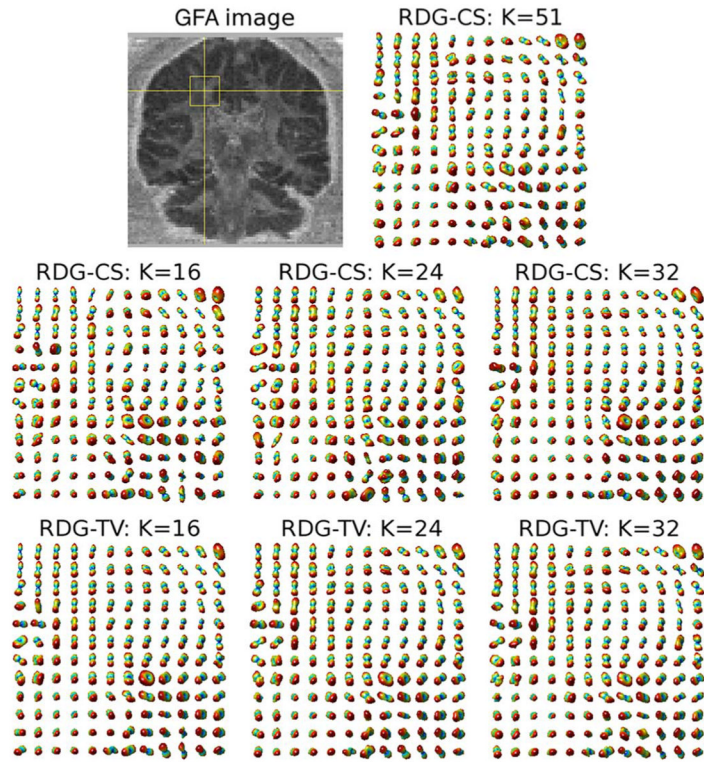 GFA image
RDG-CS: K=51
RDG-CS: K=16
RDG-CS: K=24
RDG-CS: K=32
RDG-TV: K=16
RDG-TV: K=24
RDG-TV: K=32